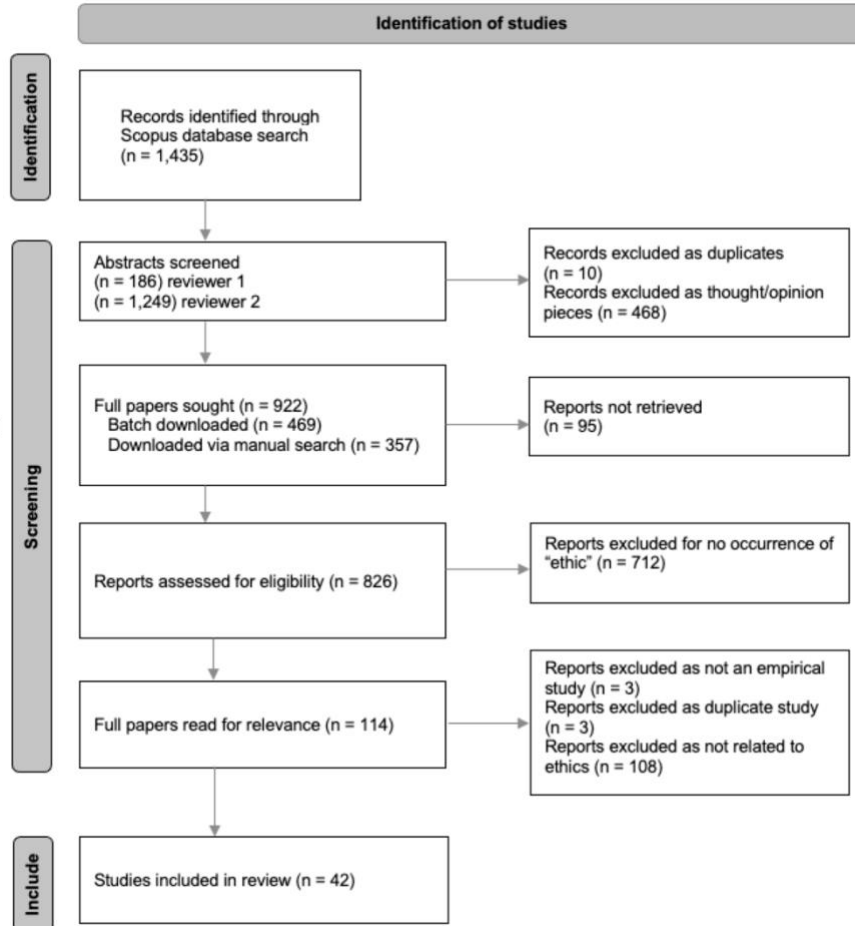 Identification of studies
Identification
Records identified through
Scopus database search
(n = 1,435)
Screening
Abstracts screened
(n = 186) reviewer 1
(n = 1,249) reviewer 2
Records excluded as duplicates
(n = 10)
Records excluded as thought/opinion
pieces (n = 468)
Full papers sought (n = 922)
Batch downloaded (n = 469)
Downloaded via manual search (n = 357)
Reports not retrieved
(n = 95)
Reports assessed for eligibility (n = 826)
Reports excluded for no occurrence of
"ethic" (n = 712)
Full papers read for relevance (n = 114)
Reports excluded as not an empirical
study (n = 3)
Reports excluded as duplicate study
(n = 3)
Reports excluded as not related to
ethics (n = 108)
Include
Studies included in review (n = 42)